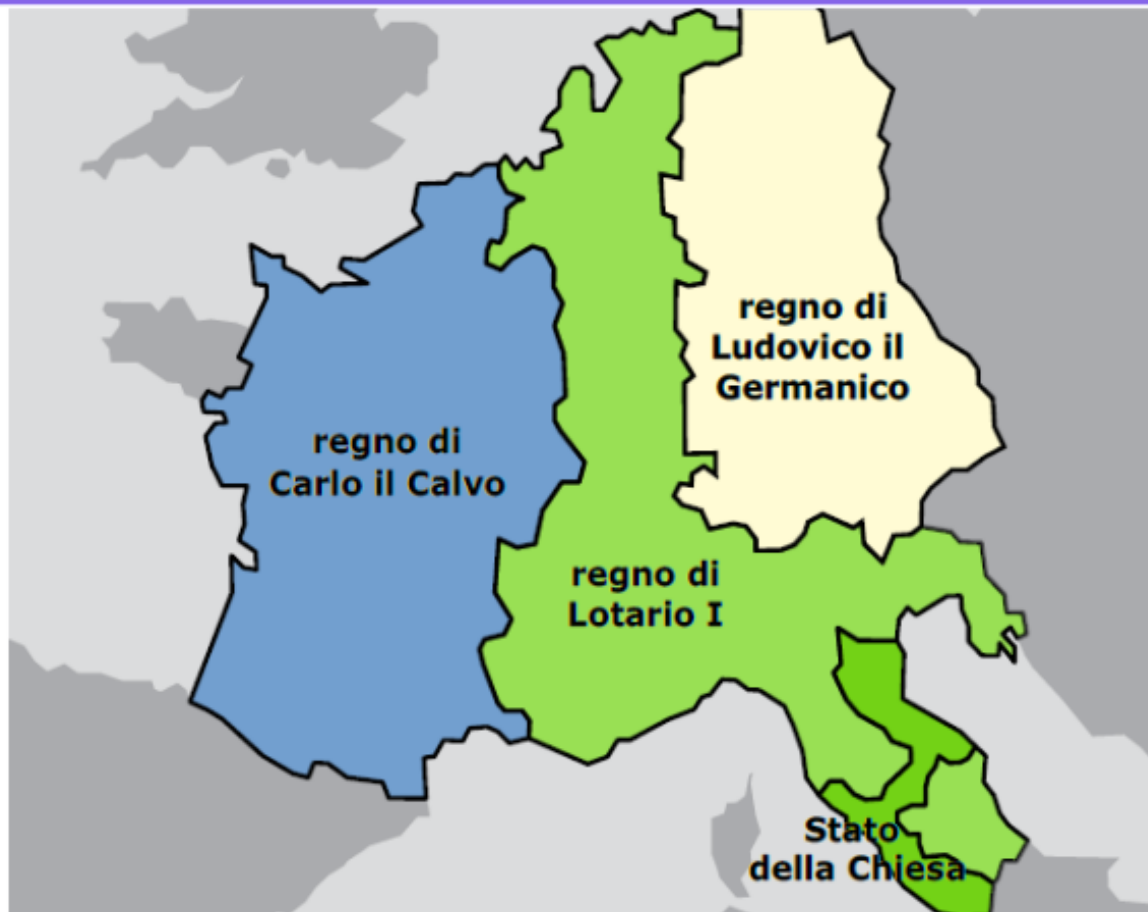 regno di
Ludovico il
Germanico
regno di
Carlo il Calvo
regno di
Lotario I
Stato
della Chiesa